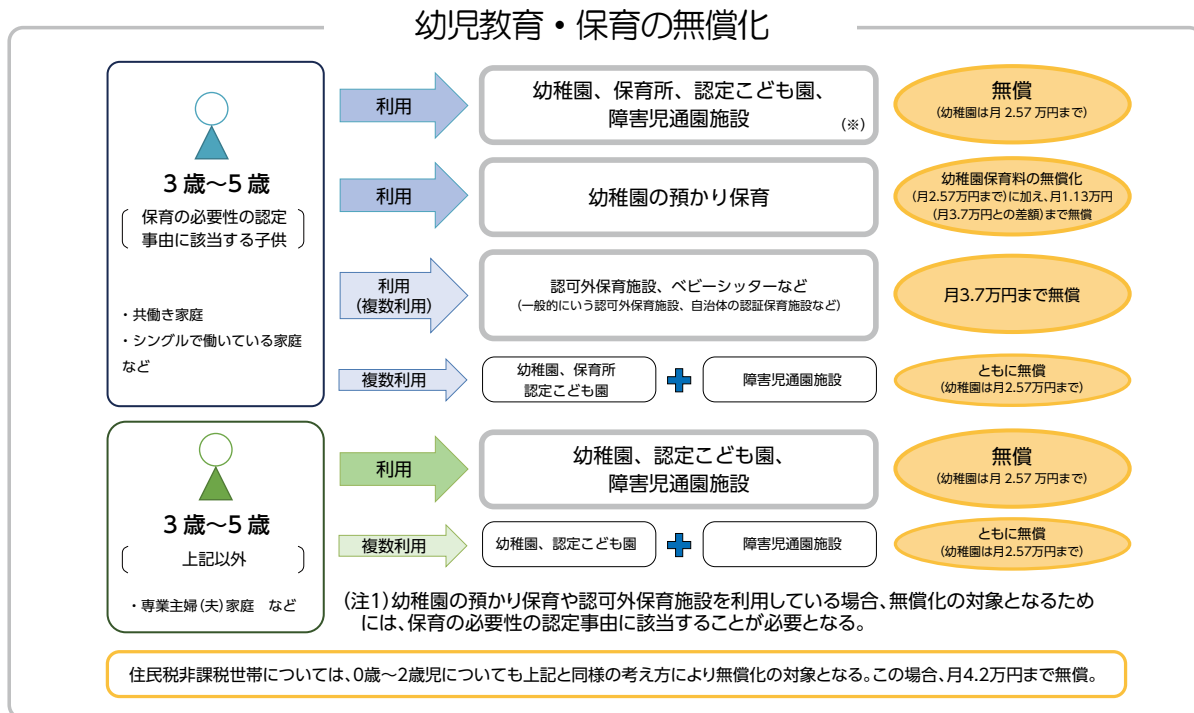 幼児教育・保育の無償化
3歳～5歳
保育の必要性の認定
事由に該当する子供
・共働き家庭
・シングルで働いている家庭
など
利用
幼稚園、保育所、認定こども園、
障害児通園施設
(※)
無償
(幼稚園は月 2.57 万円まで)
利用
幼稚園の預かり保育
幼稚園保育料の無償化
(月2.57万円まで)に加え、月1.13万円
(月3.7万円との差額)まで無償
利用
(複数利用)
認可外保育施設、ベビーシッターなど
(一般的にいう認可外保育施設、自治体の認証保育施設など)
月3.7万円まで無償
複数利用
幼稚園、保育所
認定こども園
障害児通園施設
ともに無償
(幼稚園は月2.57万円まで)
3歳～5歳
上記以外
・専業主婦(夫)家庭 など
利用
幼稚園、認定こども園、
障害児通園施設
無償
(幼稚園は月 2.57 万円まで)
複数利用
幼稚園、認定こども園
障害児通園施設
ともに無償
(幼稚園は月2.57万円まで)
(注1)幼稚園の預かり保育や認可外保育施設を利用している場合、無償化の対象となるため
には、保育の必要性の認定事由に該当することが必要となる。
住民税非課税世帯については、0歳～2歳児についても上記と同様の考え方により無償化の対象となる。この場合、月4.2万円まで無償。